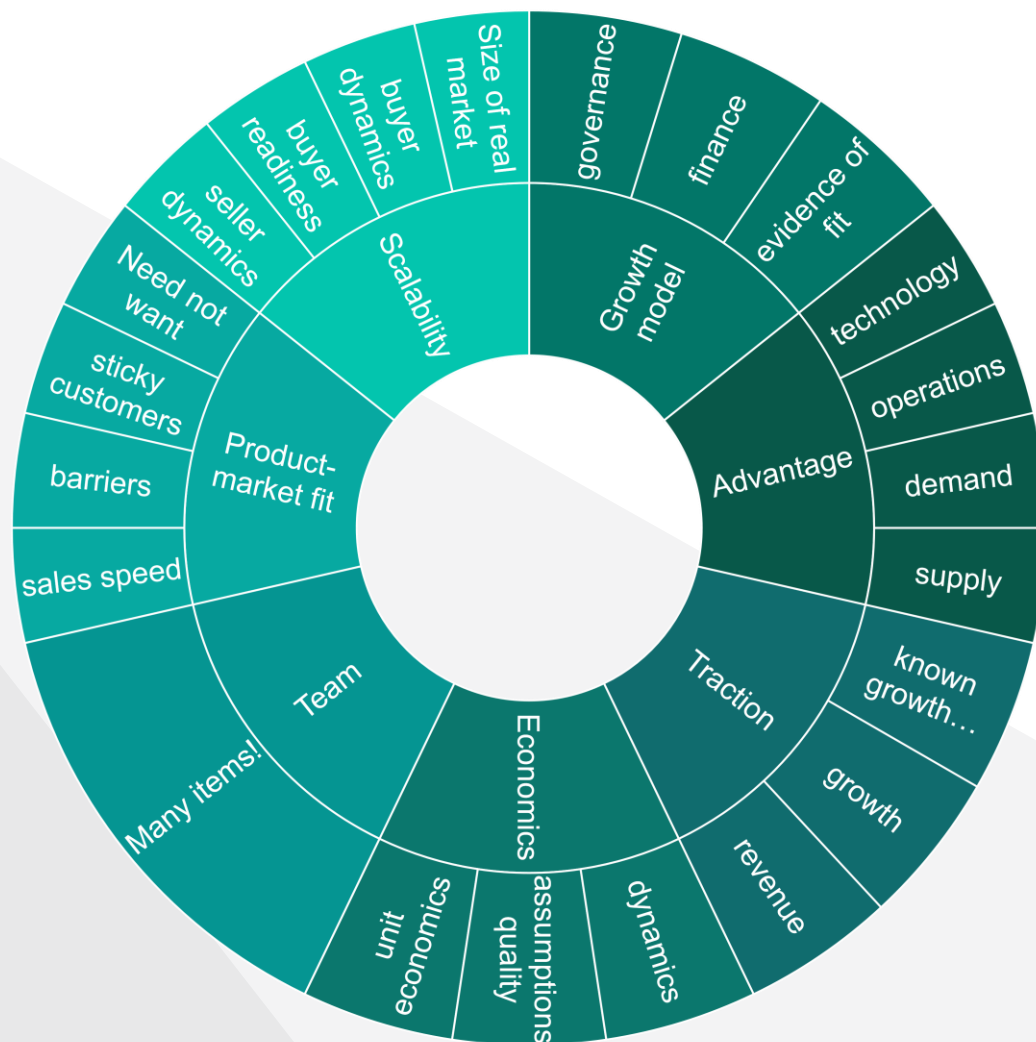 Size of real
market
governance
finance
evidence of
fit
technology
operations
demand
supply
known
growth…
growth
revenue
dynamics
assumptions
quality
unit
economics
Many items!
sales speed
barriers
sticky
customers
Need not
want
seller
dynamics
buyer
readiness
buyer
dynamics
Scalability
Growth
model
Advantage
Traction
Economics
Team
Product-
market fit